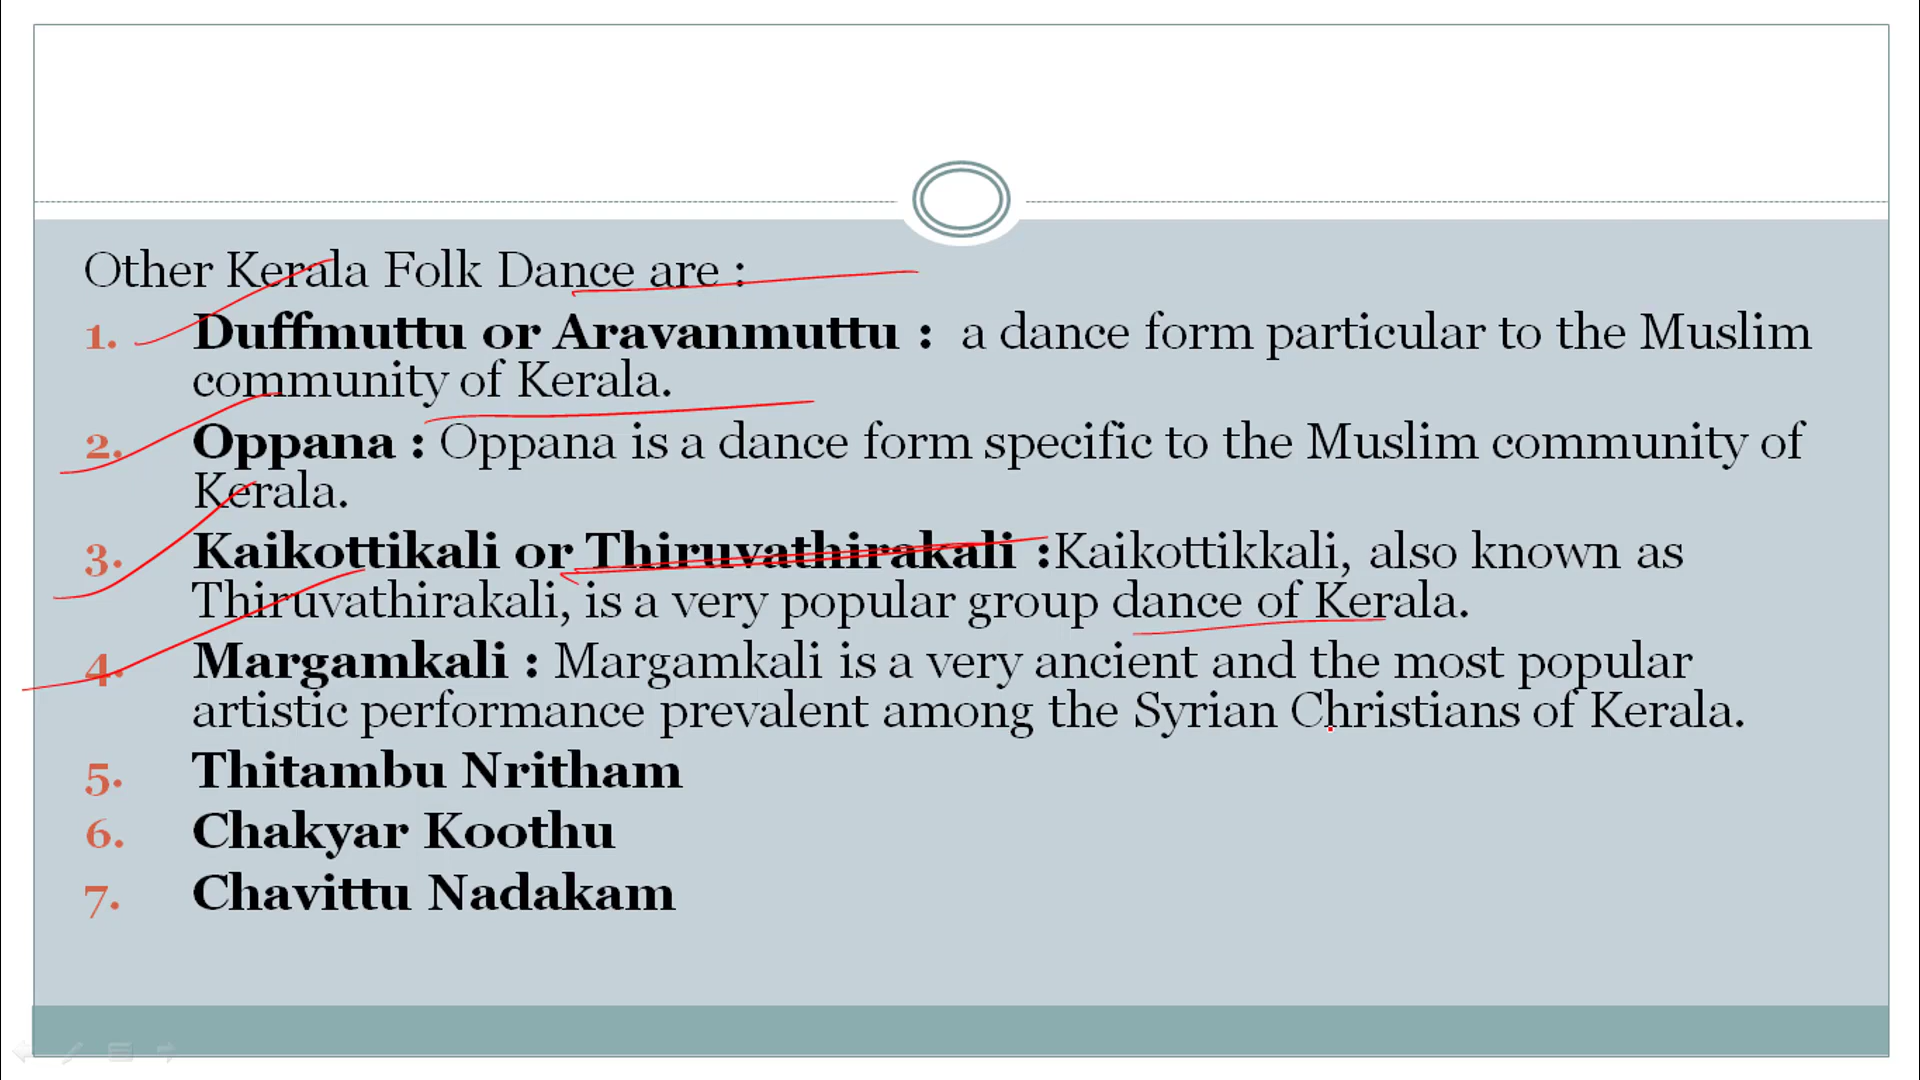 Other Kerala Folk Dance are :
1. Duffmuttu or Aravanmuttu : a dance form particular to the Muslim
community of Kerala.
2. Oppana : Oppana is a dance form specific to the Muslim community of
Kerala.
3. Kaikottikali or Thiruvathirakali :Kaikottikkali, also known as
Thiruvathirakali, is a very popular group dance of Kerala.
4. Margamkali : Margamkali is a very ancient and the most popular
artistic performance prevalent among the Syrian Christians of Kerala.
5. Thitambu Nritham
6. Chakyar Koothu
7. Chavittu Nadakam